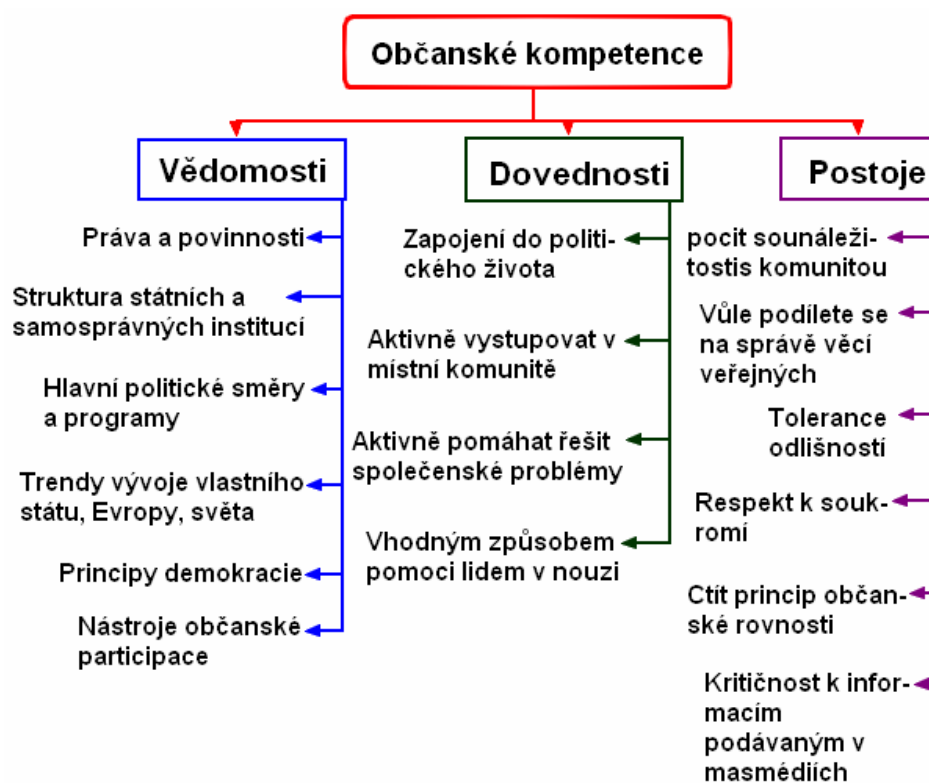 Občanské kompetence
Vědomosti
Práva a povinnosti
Struktura státních a
samosprávných institucí
Hlavní politické směry
a programy
Trendy vývoje vlastního
státu, Evropy, světa
Principy demokracie
Nástroje občanské
participace
Dovednosti
Zapojení do politi-
ckého života
Aktivně vystupovat v
místní komunitě
Aktivně pomáhat řešit
společenské problémy
Vhodným způsobem
pomoci lidem v nouzi
Postoje
pocit sounáleži-
tostis komunitou
Vůle podílete se
na správě věcí
veřejných
Tolerance
odlišností
Respekt k souk-
romí
Ctít princip občan-
ské rovnosti
Kritičnost k infor-
macím
podávaným v
masmédiích